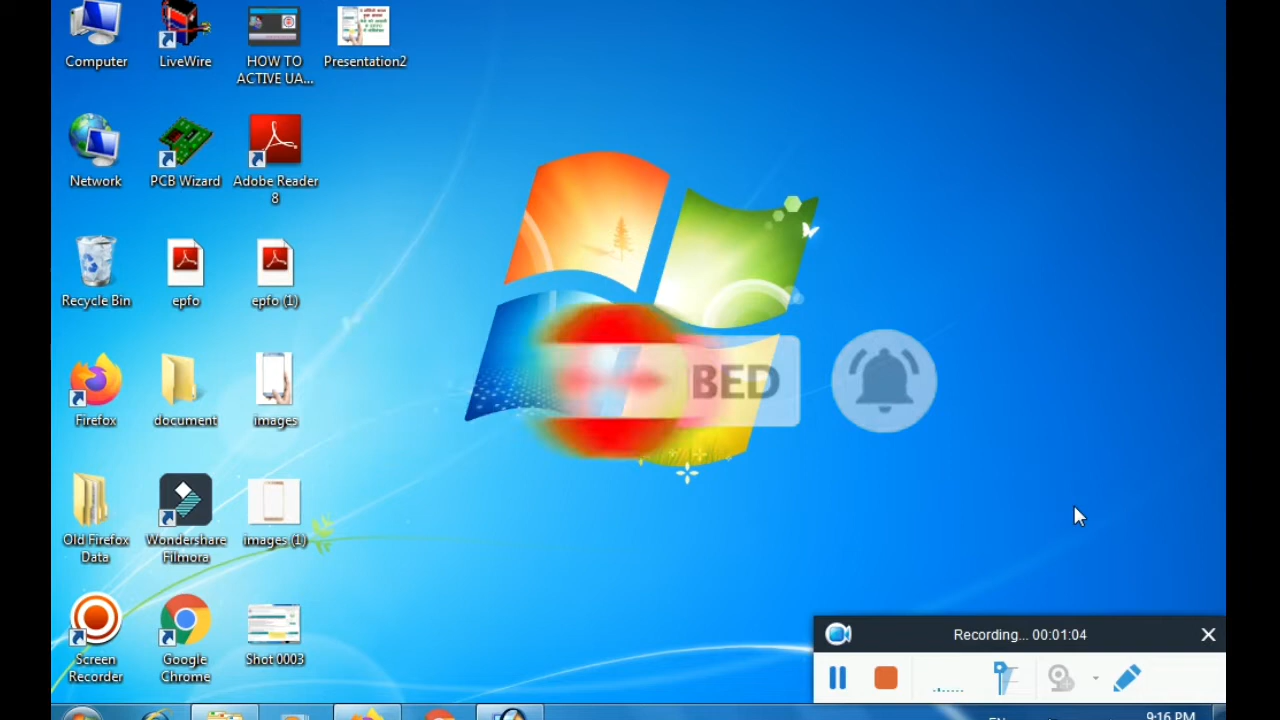 Computer
LiveWire
HOW TO
ACTIVE UA...
Presentation2
Network
PCB Wizard
Adobe Reader
8
Recycle Bin
epfo
epfo (1)
Firefox
document
images
BED
Old Firefox
Data
Wondershare
Filmora
images (1)
Screen
Recorder
Google
Chrome
Shot 0003
Recording... 00:01:04
EN
9:16 PM